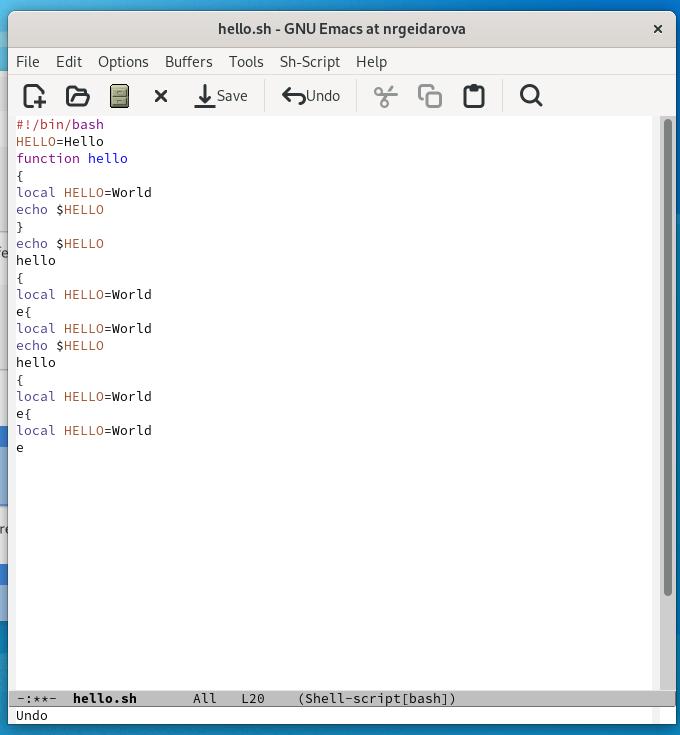 hello.sh - GNU Emacs at nrgeidarova
File Edit Options Buffers Tools Sh-Script Help
Save Undo
#!/bin/bash
HELLO=Hello
function hello
{
local HELLO=World
echo $HELLO
}
echo $HELLO
hello
{
local HELLO=World
e{
local HELLO=World
echo $HELLO
hello
{
local HELLO=World
e{
local HELLO=World
e
-:**- hello.sh All L20 (Shell-script[bash])
Undo